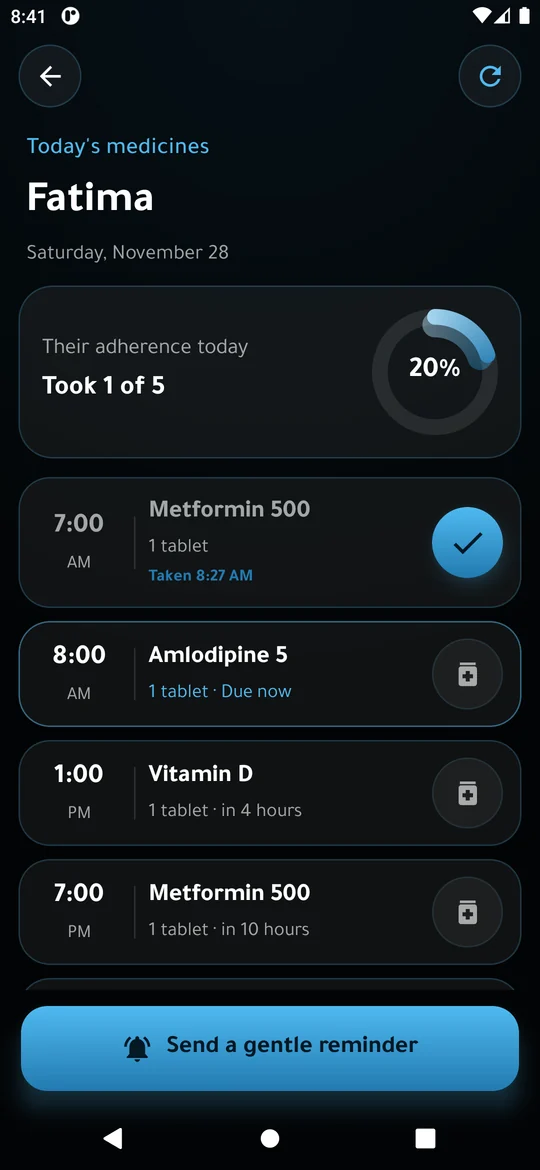 8:41
Today's medicines
Fatima
Saturday, November 28
Their adherence today
Took 1 of 5
20%
7:00
AM
Metformin 500
1 tablet
Taken 8:27 AM
8:00
AM
Amlodipine 5
1 tablet · Due now
1:00
PM
Vitamin D
1 tablet · in 4 hours
7:00
PM
Metformin 500
1 tablet · in 10 hours
Send a gentle reminder